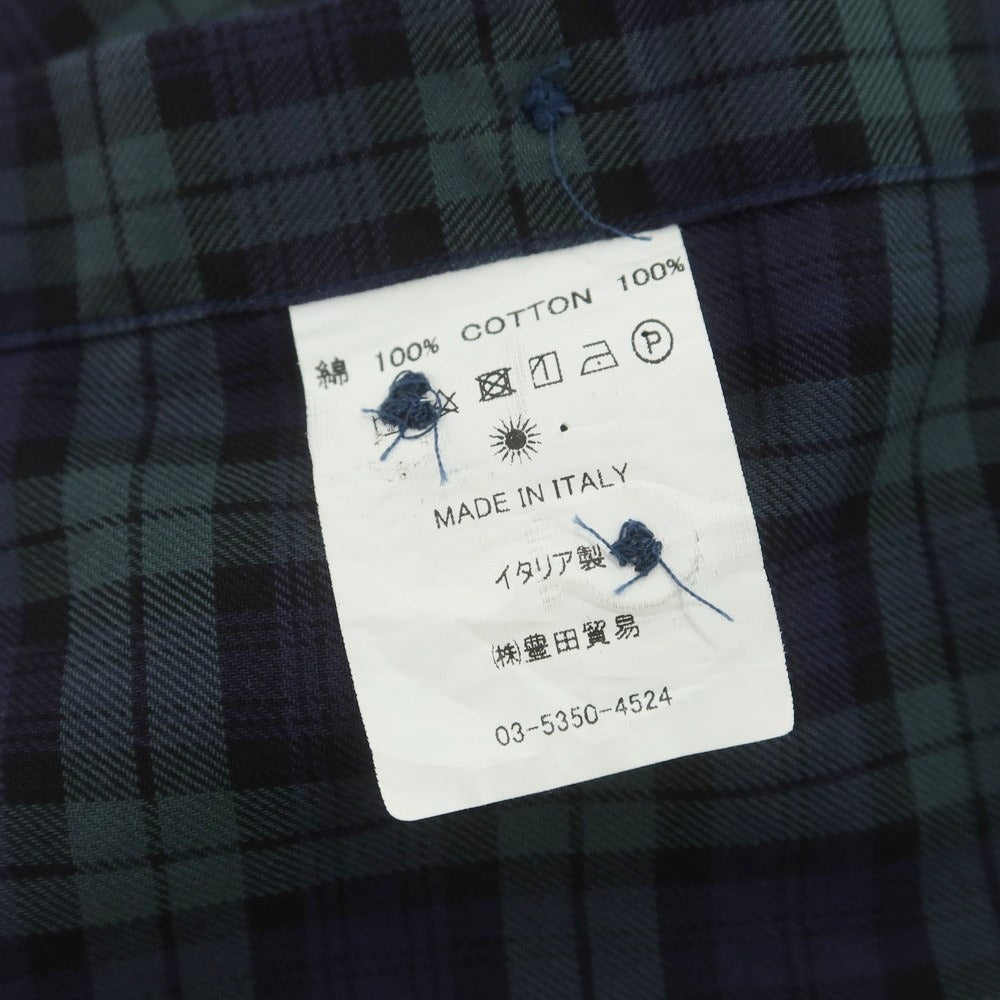 綿 100% COTTON 100%
P
MADE IN ITALY
イタリア製
㈱豊田貿易
03-5350-4524